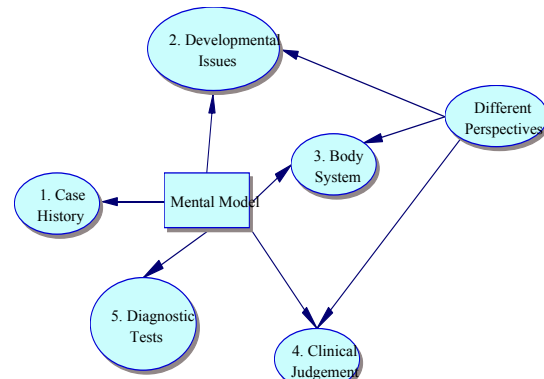 2. Developmental
Issues
Different
Perspectives
3. Body
System
1. Case
History
Mental Model
5. Diagnostic
Tests
4. Clinical
Judgement